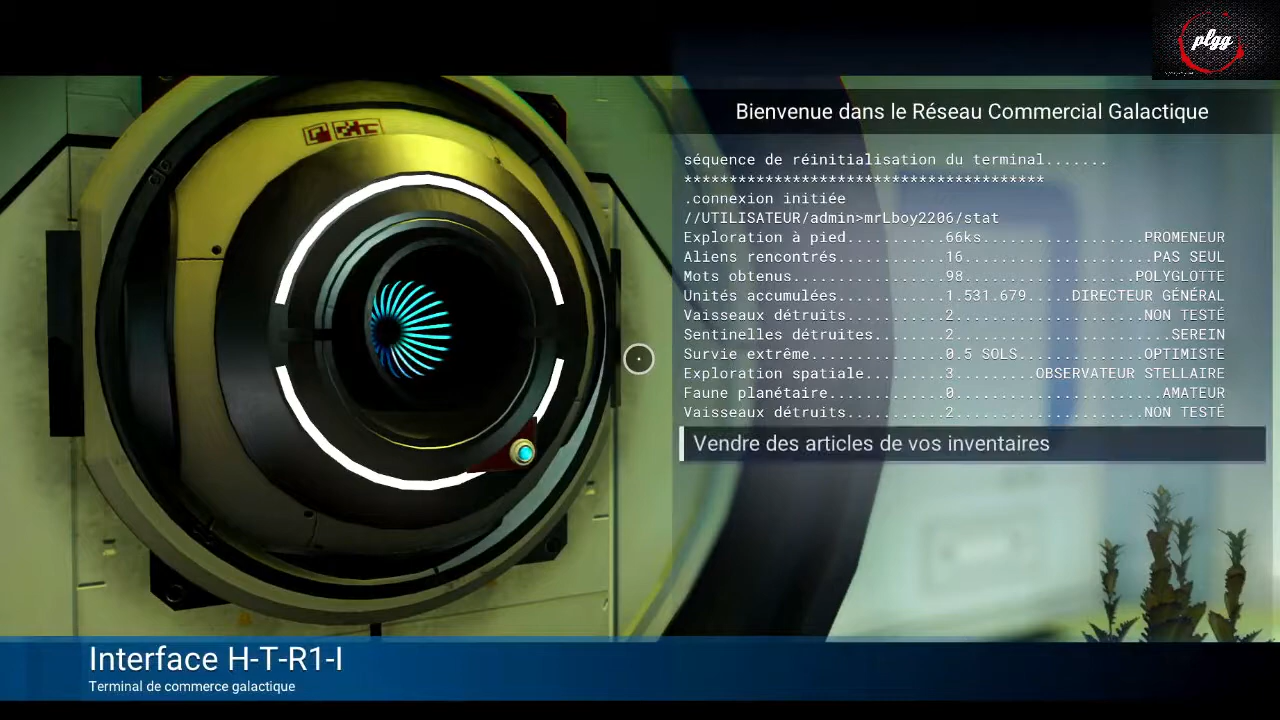 plgg
Bienvenue dans le Réseau Commercial Galactique
séquence de réinitialisation du terminal.......
****************************************
.connexion initiée
//UTILISATEUR/admin>mrLboy2206/stat
Exploration à pied...........66ks..................PROMENEUR
Aliens rencontrés............16.....................PAS SEUL
Mots obtenus.................98...................POLYGLOTTE
Unités accumulées............1.531.679.....DIRECTEUR GÉNÉRAL
Vaisseaux détruits...........2....................NON TESTÉ
Sentinelles détruites........2.......................SEREIN
Survie extrême...............0.5 SOLS..............OPTIMISTE
Exploration spatiale.........3.........OBSERVATEUR STELLAIRE
Faune planétaire.............0......................AMATEUR
Vaisseaux détruits...........2....................NON TESTÉ
Vendre des articles de vos inventaires
Interface H-T-R1-I
Terminal de commerce galactique